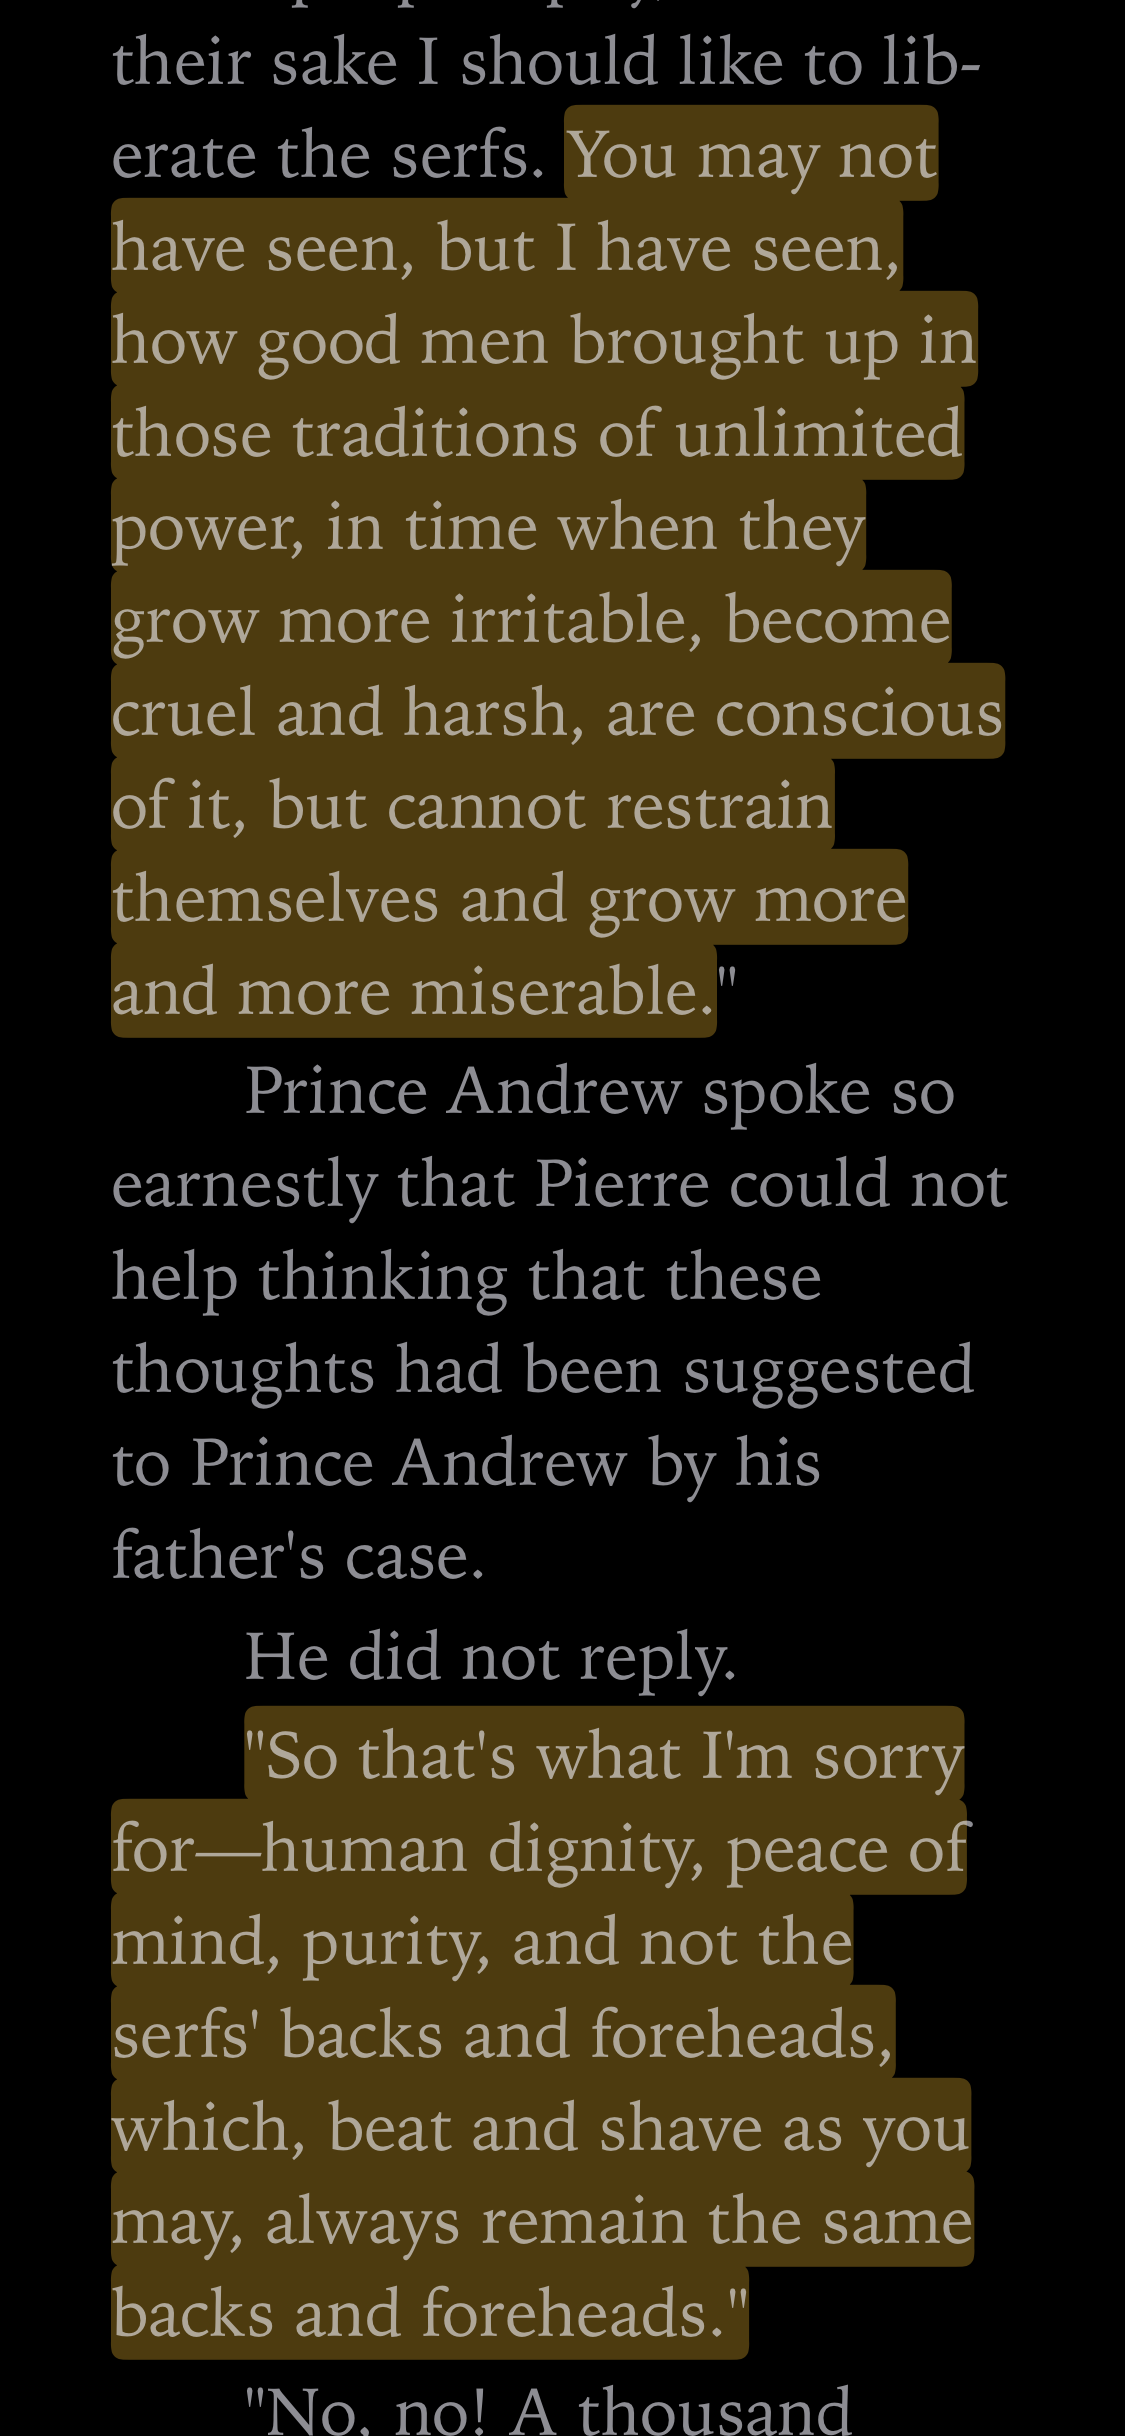 their sake I should like to lib-
erate the serfs. You may not
have seen, but I have seen,
how good men brought up in
those traditions of unlimited
power, in time when they
grow more irritable, become
cruel and harsh, are conscious
of it, but cannot restrain
themselves and grow more
and more miserable."
Prince Andrew spoke so
earnestly that Pierre could not
help thinking that these
thoughts had been suggested
to Prince Andrew by his
father's case.
He did not reply.
"So that's what I'm sorry
for—human dignity, peace of
mind, purity, and not the
serfs' backs and foreheads,
which, beat and shave as you
may, always remain the same
backs and foreheads."
"No, no! A thousand